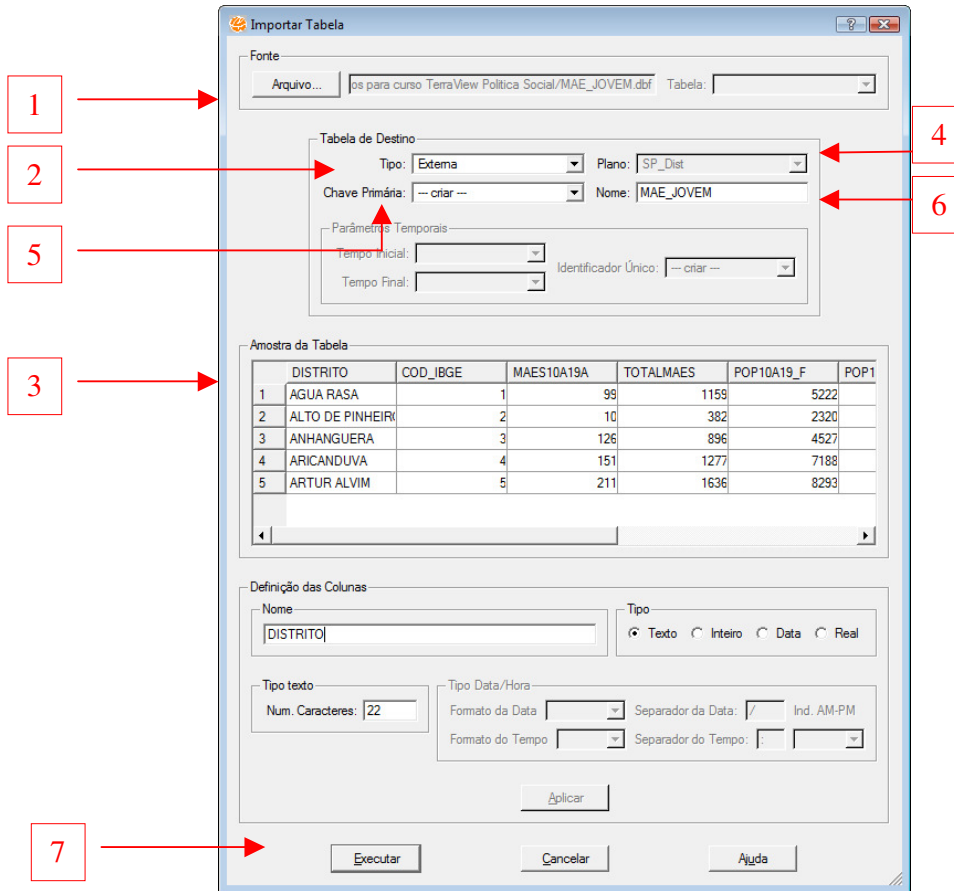 Importar Tabela
Fonte
1
Arquivo... os para curso TerraView Politica Social/MAE_JOVEM.dbf Tabela:
Tabela de Destino
4
2
Tipo: Externa Plano: SP_Dist
Chave Primária: --- criar --- Nome: MAE_JOVEM
6
5
Parâmetros Temporais
Tempo Inicial:
Identificador Único: --- criar ---
Tempo Final:
Amostra da Tabela
3
DISTRITO COD_IBGE MAES10A19A TOTALMAES POP10A19_F POP1
1 AGUA RASA 1 99 1159 5222
2 ALTO DE PINHEIR 2 10 382 2320
3 ANHANGUERA 3 126 896 4527
4 ARICANDUVA 4 151 1277 7188
5 ARTUR ALVIM 5 211 1636 8293
Definição das Colunas
Nome Tipo
DISTRITO Texto Inteiro Data Real
Tipo texto Tipo Data/Hora
Num. Caracteres: 22 Formato da Data Separador da Data: / Ind. AM-PM
Formato do Tempo Separador do Tempo: :
Aplicar
7
Executar Cancelar Ajuda